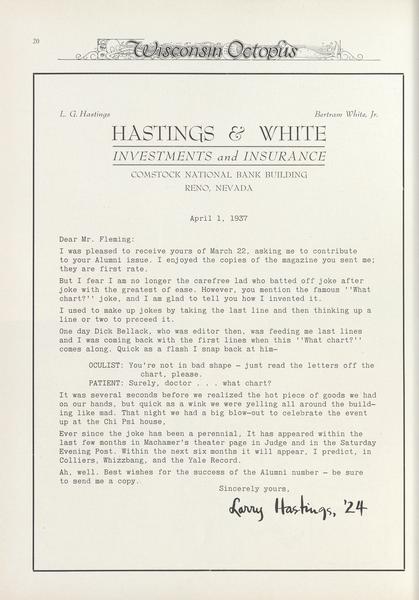 20
Wisconsin Octopus
L. G. Hastings Bertram White, Jr.
HASTINGS & WHITE
INVESTMENTS and INSURANCE
COMSTOCK NATIONAL BANK BUILDING
RENO, NEVADA
April 1, 1937
Dear Mr. Fleming:
I was pleased to receive yours of March 22, asking me to contribute
to your Alumni issue. I enjoyed the copies of the magazine you sent me;
they are first rate.
But I fear I am no longer the carefree lad who batted off joke after
joke with the greatest of ease. However, you mention the famous ''What
chart?'' joke, and I am glad to tell you how I invented it.
I used to make up jokes by taking the last line and then thinking up a
line or two to preceed it.
One day Dick Bellack, who was editor then, was feeding me last lines
and I was coming back with the first lines when this ''What chart?''
comes along. Quick as a flash I snap back at him—
OCULIST: You're not in bad shape — just read the letters off the
chart, please.
PATIENT: Surely, doctor . . . what chart?
It was several seconds before we realized the hot piece of goods we had
on our hands, but quick as a wink we were yelling all around the build-
ing like mad. That night we had a big blow-out to celebrate the event
up at the Chi Psi house,
Ever since the joke has been a perennial, It has appeared within the
last few months in Machamer's theater page in Judge and in the Saturday
Evening Post. Within the next six months it will appear, I predict, in
Colliers, Whizzbang, and the Yale Record.
Ah, well. Best wishes for the success of the Alumni number — be sure
to send me a copy.
Sincerely yours,
Larry Hastings, '24